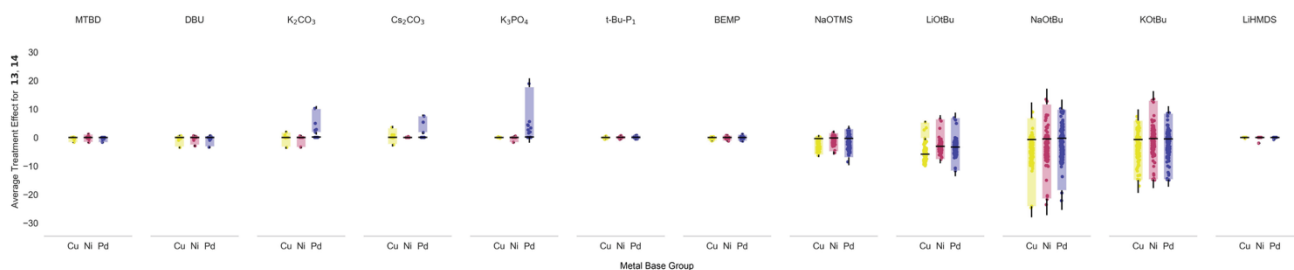 MTBD DBU K₂CO₃ Cs₂CO₃ K₃PO₄ t-Bu-P₁ BEMP NaOTMS LiOtBu NaOtBu KOtBu LiHMDS
Average Treatment Effect for 13, 14
30
20
10
0
−10
−20
−30
Cu Ni Pd Cu Ni Pd Cu Ni Pd Cu Ni Pd Cu Ni Pd Cu Ni Pd Cu Ni Pd Cu Ni Pd Cu Ni Pd Cu Ni Pd Cu Ni Pd Cu Ni Pd
Metal Base Group